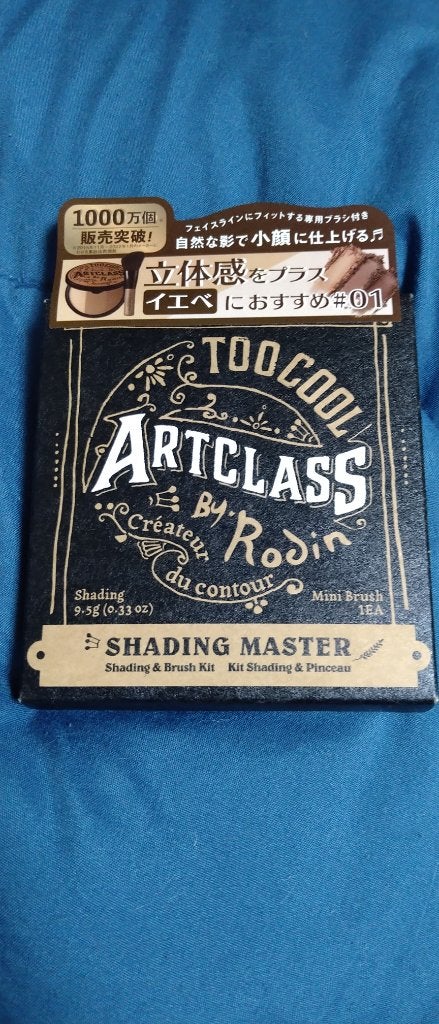 1000万個※
販売突破!
フェイスラインにフィットする専用ブラシ付き
自然な影で小顔に仕上げる♬
立体感をプラス
イエベ におすすめ#01
TOOCOOL
ARTCLASS
By. Rodin
Créateur
du contour
Shading
9.5g (0.33 oz)
Mini Brush
1EA
SHADING MASTER
Shading & Brush Kit Kit Shading & Pinceau